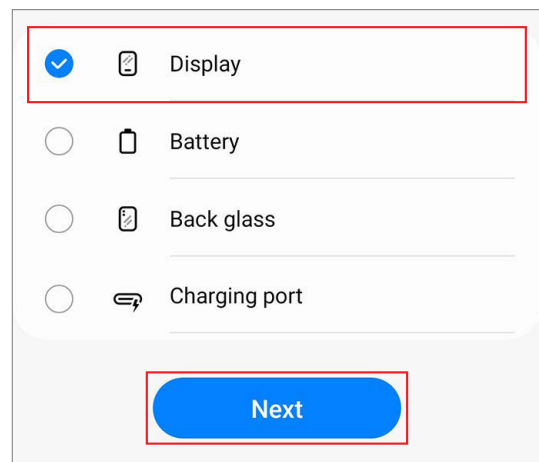 Display
Battery
Back glass
Charging port
Next